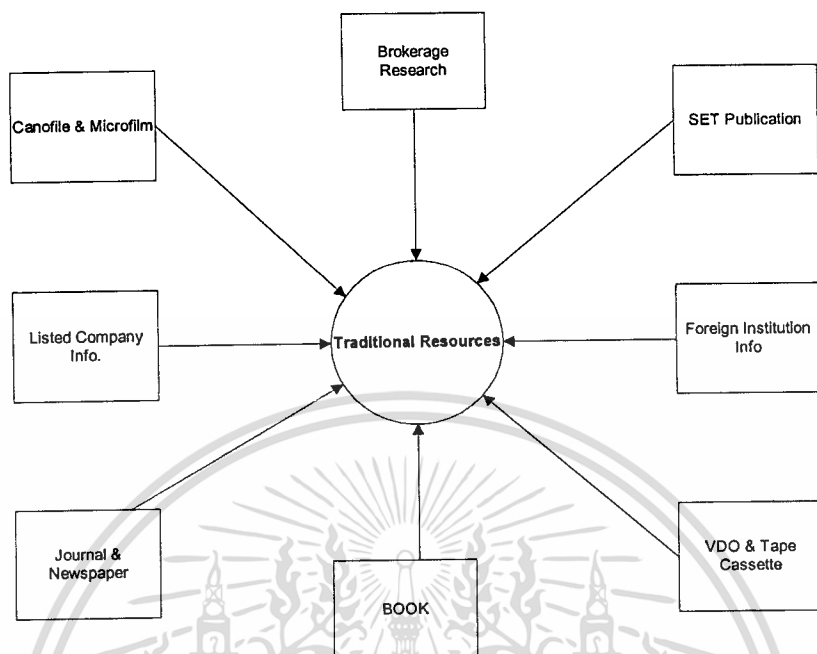 Brokerage
Research
Canofile & Microfilm
SET Publication
Listed Company
Info.
Traditional Resources
Foreign Institution
Info
Journal &
Newspaper
BOOK
VDO & Tape
Cassette